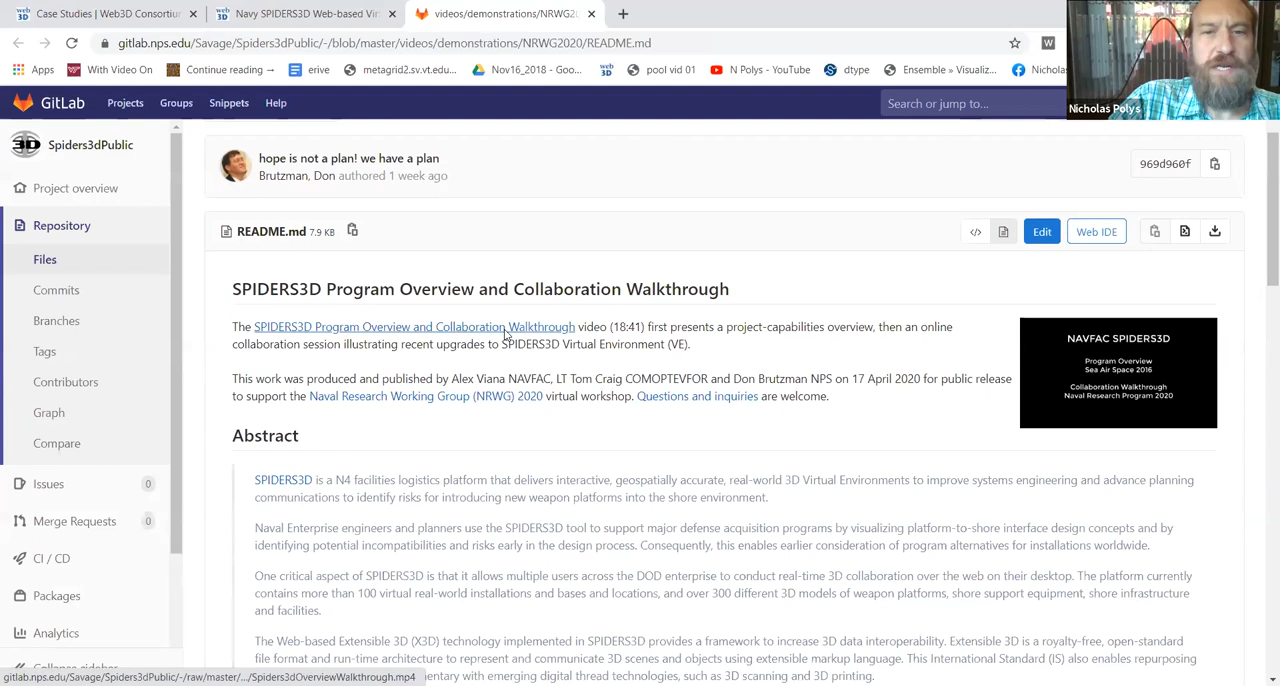 Case Studies | Web3D Consortium
Navy SPIDERS3D Web-based Vir
videos/demonstrations/NRWG20
gitlab.nps.edu/Savage/Spiders3dPublic/-/blob/master/videos/demonstrations/NRWG2020/README.md
Apps
With Video On
Continue reading →
erive
metagrid2.sv.vt.edu...
Nov16_2018 - Goo...
web3D
pool vid 01
N Polys - YouTube
dtype
Ensemble » Visualiz...
Nichola
GitLab
Projects
Groups
Snippets
Help
Search or jump to...
Nicholas Polys
3D
Spiders3dPublic
Project overview
Repository
Files
Commits
Branches
Tags
Contributors
Graph
Compare
Issues 0
Merge Requests 0
CI / CD
Packages
Analytics
Collapse sidebar
hope is not a plan! we have a plan
Brutzman, Don authored 1 week ago
969d960f
README.md 7.9 KB
</>
Edit
Web IDE
SPIDERS3D Program Overview and Collaboration Walkthrough
The SPIDERS3D Program Overview and Collaboration Walkthrough video (18:41) first presents a project-capabilities overview, then an online
collaboration session illustrating recent upgrades to SPIDERS3D Virtual Environment (VE).
This work was produced and published by Alex Viana NAVFAC, LT Tom Craig COMOPTEVFOR and Don Brutzman NPS on 17 April 2020 for public release
to support the Naval Research Working Group (NRWG) 2020 virtual workshop. Questions and inquiries are welcome.
NAVFAC SPIDERS3D
Program Overview
Sea Air Space 2016
Collaboration Walkthrough
Naval Research Program 2020
Abstract
SPIDERS3D is a N4 facilities logistics platform that delivers interactive, geospatially accurate, real-world 3D Virtual Environments to improve systems engineering and advance planning
communications to identify risks for introducing new weapon platforms into the shore environment.
Naval Enterprise engineers and planners use the SPIDERS3D tool to support major defense acquisition programs by visualizing platform-to-shore interface design concepts and by
identifying potential incompatibilities and risks early in the design process. Consequently, this enables earlier consideration of program alternatives for installations worldwide.
One critical aspect of SPIDERS3D is that it allows multiple users across the DOD enterprise to conduct real-time 3D collaboration over the web on their desktop. The platform currently
contains more than 100 virtual real-world installations and bases and locations, and over 300 different 3D models of weapon platforms, shore support equipment, shore infrastructure
and facilities.
The Web-based Extensible 3D (X3D) technology implemented in SPIDERS3D provides a framework to increase 3D data interoperability. Extensible 3D is a royalty-free, open-standard
file format and run-time architecture to represent and communicate 3D scenes and objects using extensible markup language. This International Standard (IS) also enables repurposing
mentary with emerging digital thread technologies, such as 3D scanning and 3D printing.
gitlab.nps.edu/Savage/Spiders3dPublic/-/raw/master/.../Spiders3dOverviewWalkthrough.mp4